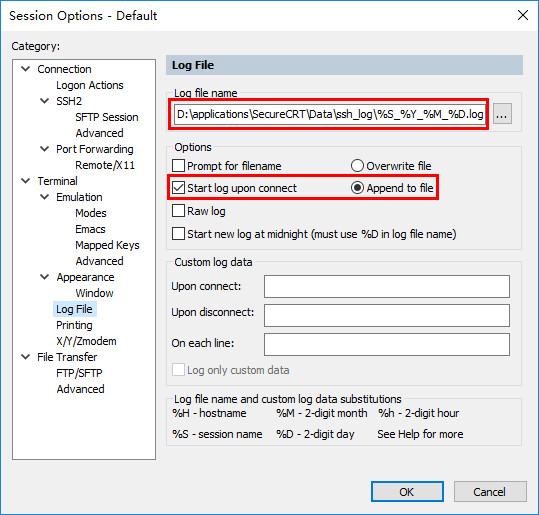 Session Options - Default
Category:
Connection
Logon Actions
SSH2
SFTP Session
Advanced
Port Forwarding
Remote/X11
Terminal
Emulation
Modes
Emacs
Mapped Keys
Advanced
Appearance
Window
Log File
Printing
X/Y/Zmodem
File Transfer
FTP/SFTP
Advanced
Log File
Log file name
D:\applications\SecureCRT\Data\ssh_log\%S_%Y_%M_%D.log
...
Options
Prompt for filename Overwrite file
Start log upon connect Append to file
Raw log
Start new log at midnight (must use %D in log file name)
Custom log data
Upon connect:
Upon disconnect:
On each line:
Log only custom data
Log file name and custom log data substitutions
%H - hostname %M - 2-digit month %h - 2-digit hour
%S - session name %D - 2-digit day See Help for more
OK Cancel